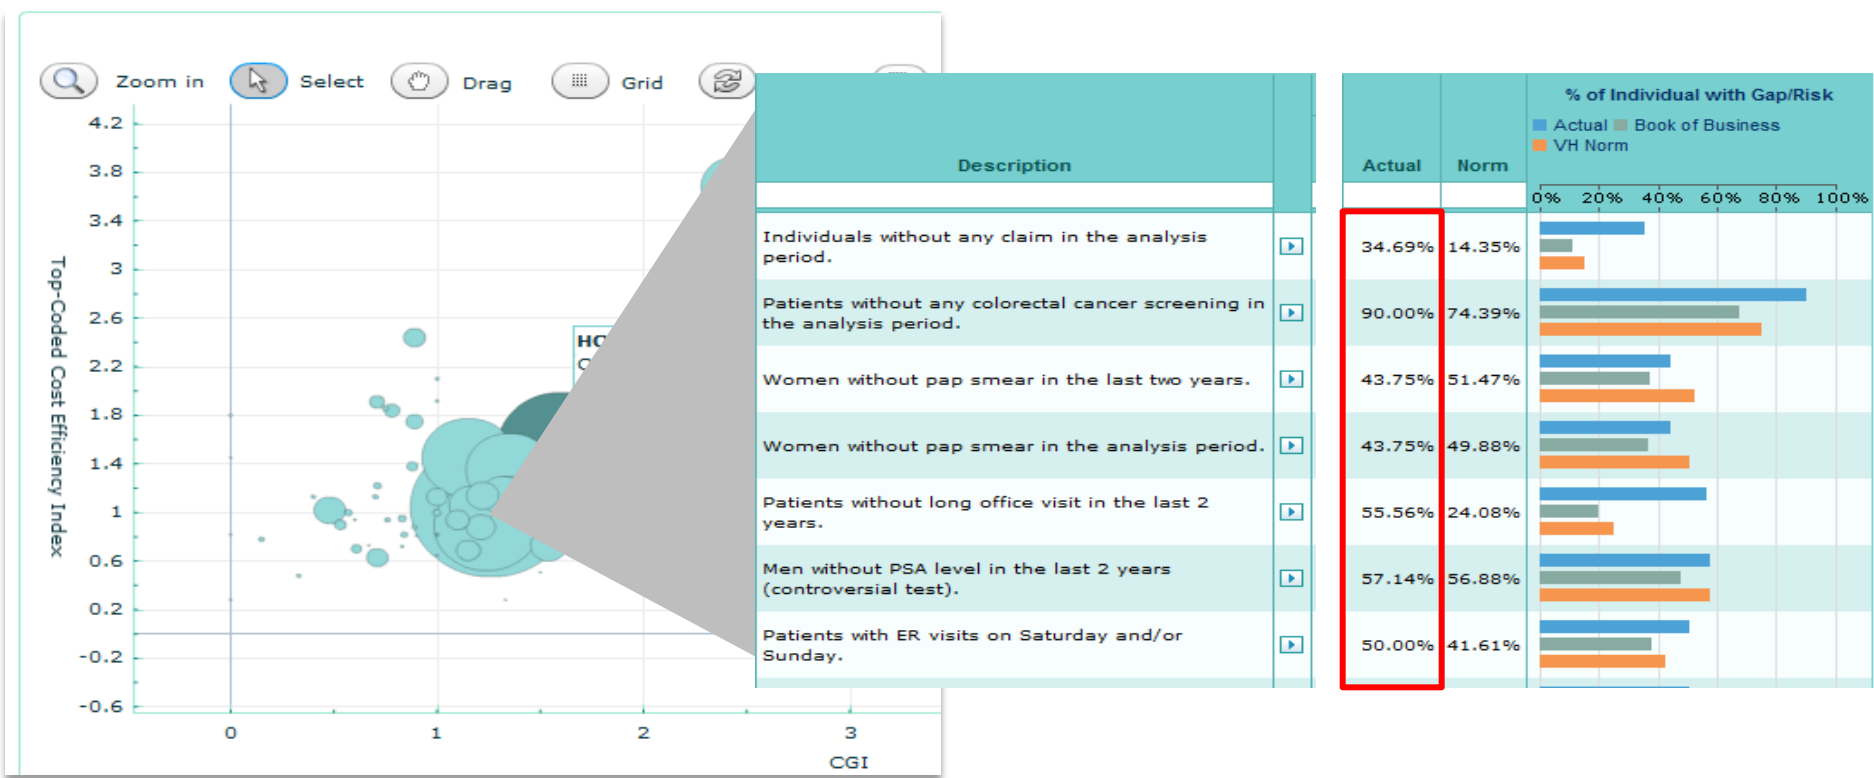 Zoom in
Select
Drag
Grid
4.2
3.8
3.4
3
2.6
2.2
1.8
1.4
1
0.6
0.2
-0.2
-0.6
Top-Coded Cost Efficiency Index
0
1
2
3
CGI
Description
Actual
Norm
% of Individual with Gap/Risk
Actual
Book of Business
VH Norm
0% 20% 40% 60% 80% 100%
Individuals without any claim in the analysis
period.
34.69% 14.35%
Patients without any colorectal cancer screening in
the analysis period.
90.00% 74.39%
Women without pap smear in the last two years.
43.75% 51.47%
Women without pap smear in the analysis period.
43.75% 49.88%
Patients without long office visit in the last 2
years.
55.56% 24.08%
Men without PSA level in the last 2 years
(controversial test).
57.14% 56.88%
Patients with ER visits on Saturday and/or
Sunday.
50.00% 41.61%